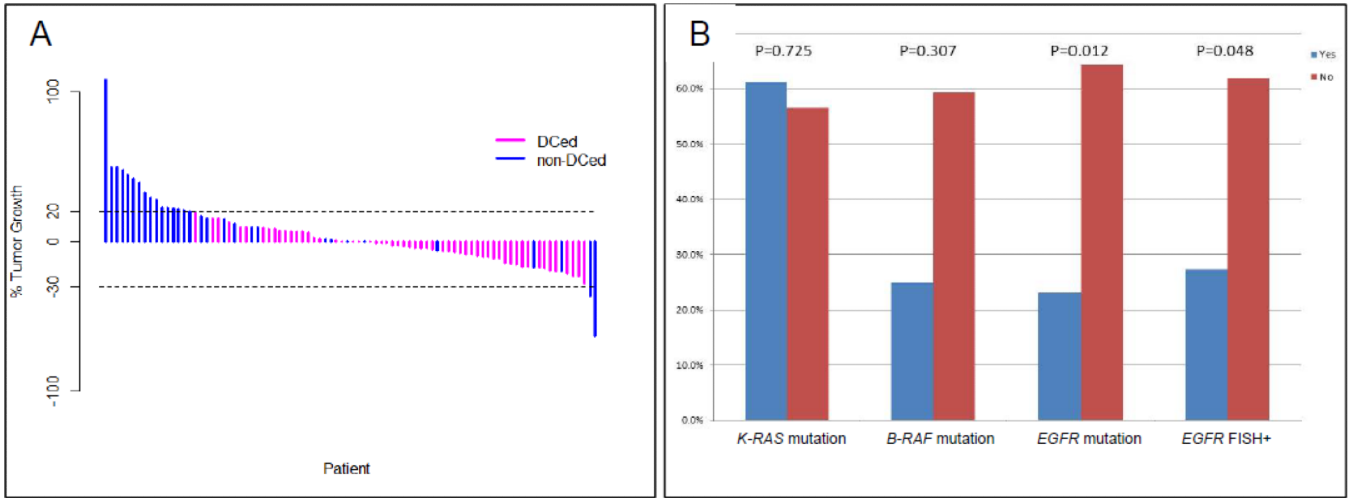 A
100
20
0
-30
-100
% Tumor Growth
DCed
non-DCed
Patient
B
P=0.725 P=0.307 P=0.012 P=0.048
Yes
No
60.0%
50.0%
40.0%
30.0%
20.0%
10.0%
0.0%
K-RAS mutation B-RAF mutation EGFR mutation EGFR FISH+